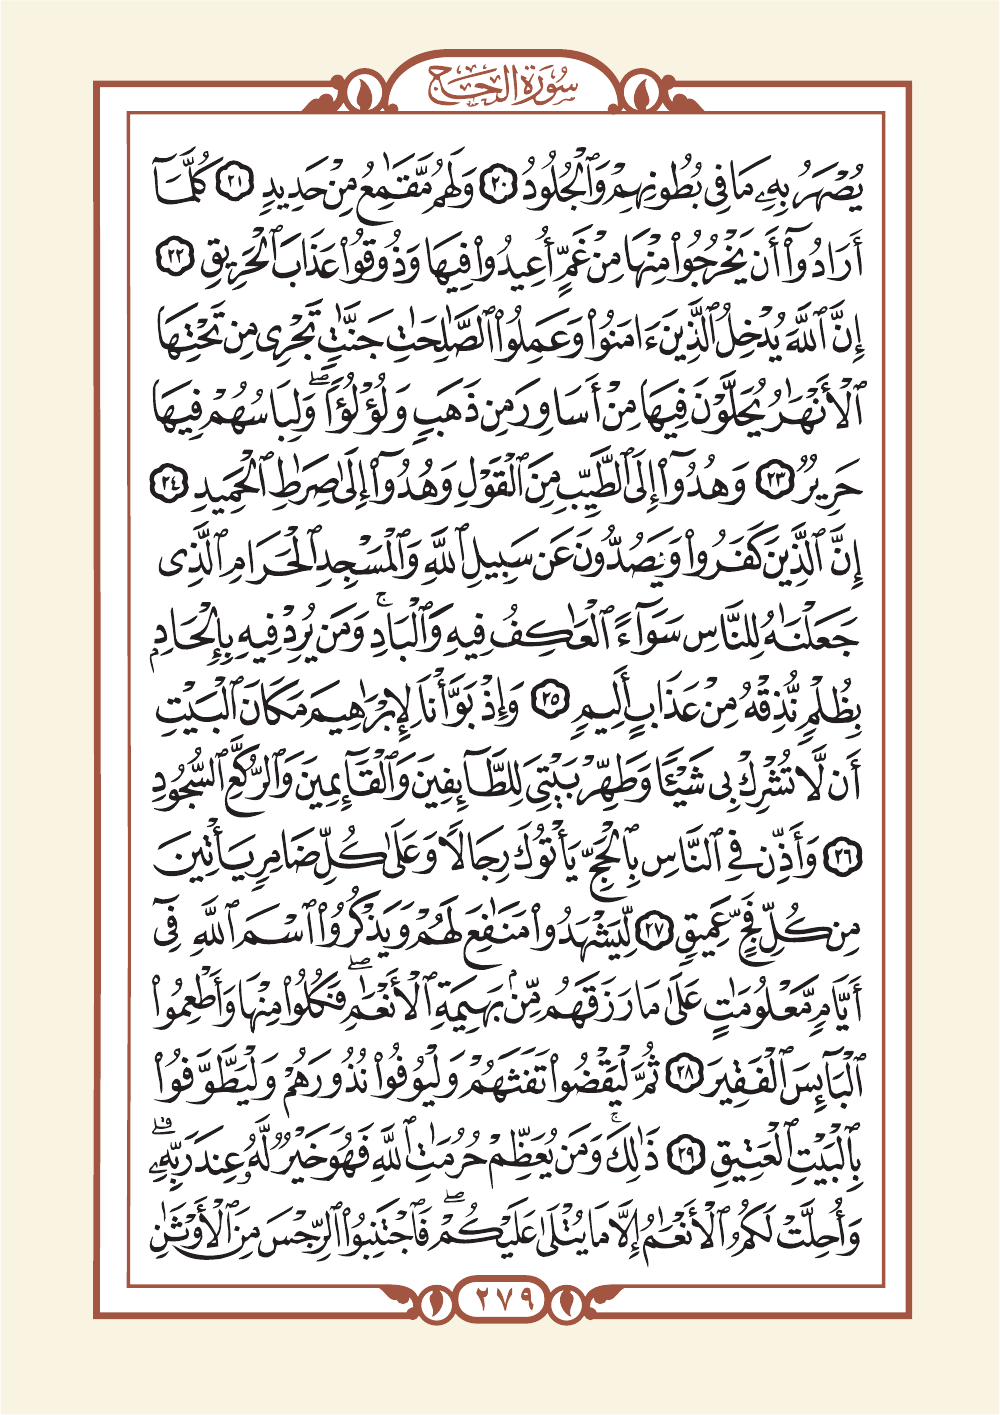 سُورَةُ الحَجّ
يُصْهَرُ بِهِۦ مَا فِى بُطُونِهِمْ وَٱلْجُلُودُ ٢٠ وَلَهُم مَّقَـٰمِعُ مِنْ حَدِيدٍ ٢١ كُلَّمَآ
أَرَادُوٓا۟ أَن يَخْرُجُوا۟ مِنْهَا مِنْ غَمٍّ أُعِيدُوا۟ فِيهَا وَذُوقُوا۟ عَذَابَ ٱلْحَرِيقِ ٢٢
إِنَّ ٱللَّهَ يُدْخِلُ ٱلَّذِينَ ءَامَنُوا۟ وَعَمِلُوا۟ ٱلصَّـٰلِحَـٰتِ جَنَّـٰتٍ تَجْرِى مِن تَحْتِهَا
ٱلْأَنْهَـٰرُ يُحَلَّوْنَ فِيهَا مِنْ أَسَاوِرَ مِن ذَهَبٍ وَلُؤْلُؤًا ۖ وَلِبَاسُهُمْ فِيهَا
حَرِيرٌ ٢٣ وَهُدُوٓا۟ إِلَى ٱلطَّيِّبِ مِنَ ٱلْقَوْلِ وَهُدُوٓا۟ إِلَىٰ صِرَٰطِ ٱلْحَمِيدِ ٢٤
إِنَّ ٱلَّذِينَ كَفَرُوا۟ وَيَصُدُّونَ عَن سَبِيلِ ٱللَّهِ وَٱلْمَسْجِدِ ٱلْحَرَامِ ٱلَّذِى
جَعَلْنَـٰهُ لِلنَّاسِ سَوَآءً ٱلْعَـٰكِفُ فِيهِ وَٱلْبَادِ ۚ وَمَن يُرِدْ فِيهِ بِإِلْحَادٍۭ
بِظُلْمٍ نُّذِقْهُ مِنْ عَذَابٍ أَلِيمٍ ٢٥ وَإِذْ بَوَّأْنَا لِإِبْرَٰهِيمَ مَكَانَ ٱلْبَيْتِ
أَن لَّا تُشْرِكْ بِى شَيْـًٔا وَطَهِّرْ بَيْتِىَ لِلطَّآئِفِينَ وَٱلْقَآئِمِينَ وَٱلرُّكَّعِ ٱلسُّجُودِ
٢٦ وَأَذِّن فِى ٱلنَّاسِ بِٱلْحَجِّ يَأْتُوكَ رِجَالًا وَعَلَىٰ كُلِّ ضَامِرٍ يَأْتِينَ
مِن كُلِّ فَجٍّ عَمِيقٍ ٢٧ لِّيَشْهَدُوا۟ مَنَـٰفِعَ لَهُمْ وَيَذْكُرُوا۟ ٱسْمَ ٱللَّهِ فِىٓ
أَيَّامٍ مَّعْلُومَـٰتٍ عَلَىٰ مَا رَزَقَهُم مِّنۢ بَهِيمَةِ ٱلْأَنْعَـٰمِ ۖ فَكُلُوا۟ مِنْهَا وَأَطْعِمُوا۟
ٱلْبَآئِسَ ٱلْفَقِيرَ ٢٨ ثُمَّ لْيَقْضُوا۟ تَفَثَهُمْ وَلْيُوفُوا۟ نُذُورَهُمْ وَلْيَطَّوَّفُوا۟
بِٱلْبَيْتِ ٱلْعَتِيقِ ٢٩ ذَٰلِكَ ۚ وَمَن يُعَظِّمْ حُرُمَـٰتِ ٱللَّهِ فَهُوَ خَيْرٌ لَّهُۥ عِندَ رَبِّهِۦ ۗ
وَأُحِلَّتْ لَكُمُ ٱلْأَنْعَـٰمُ إِلَّا مَا يُتْلَىٰ عَلَيْكُمْ ۖ فَٱجْتَنِبُوا۟ ٱلرِّجْسَ مِنَ ٱلْأَوْثَـٰنِ
٢٧٩